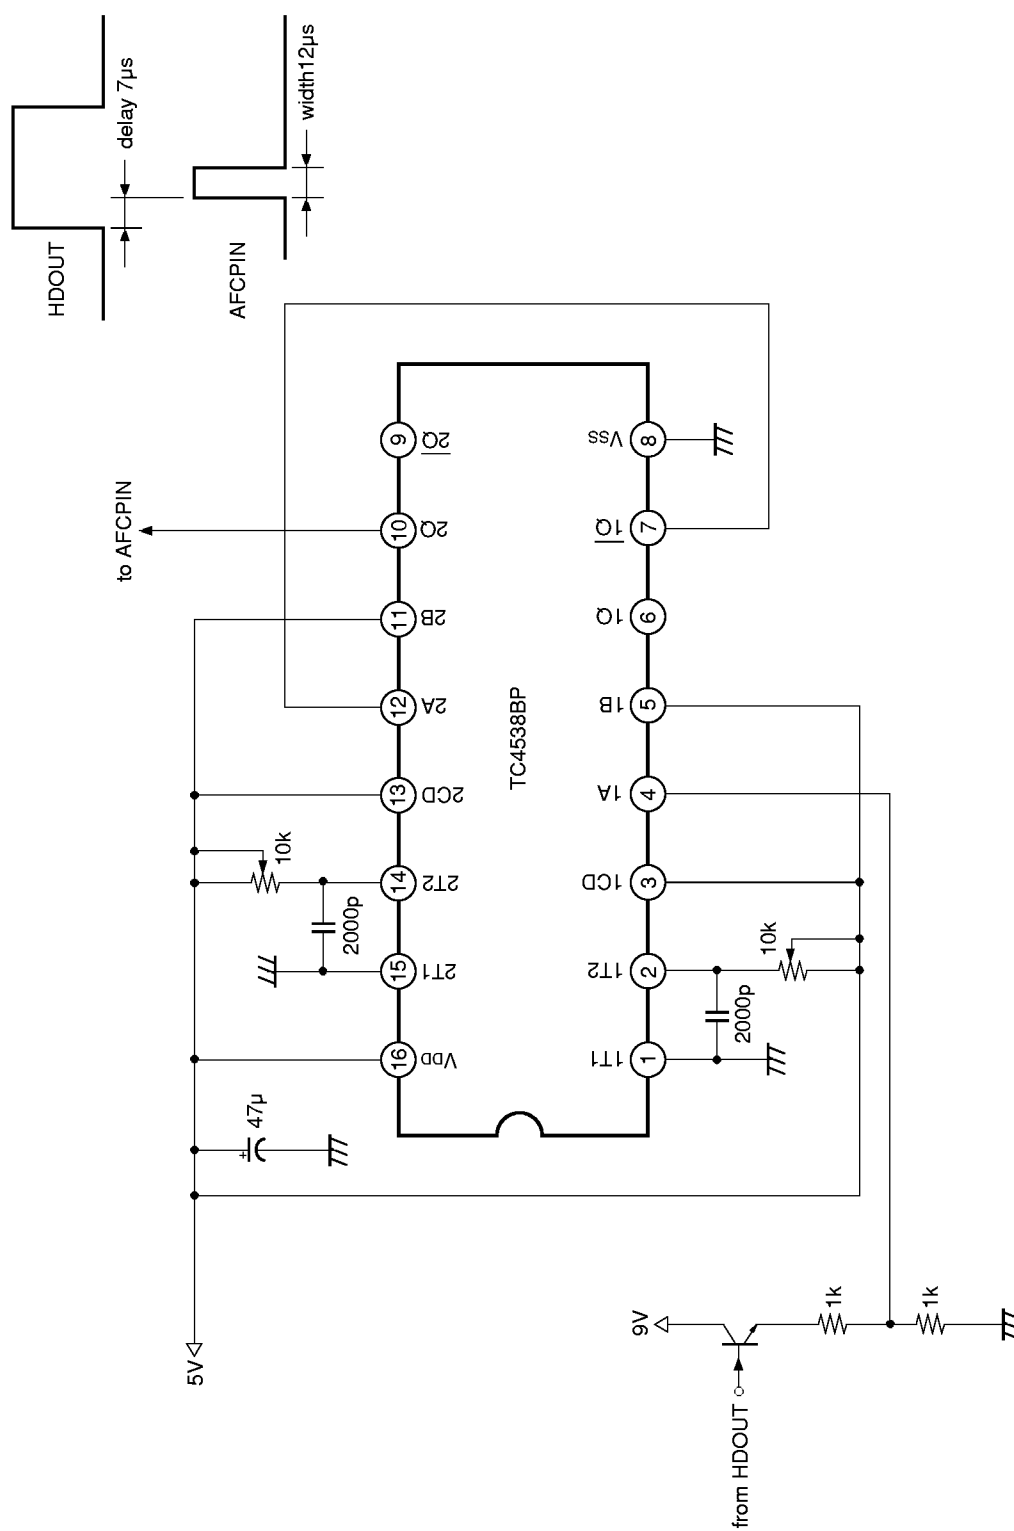 HDOUT
delay 7µs
AFCPIN
width12µs
to AFCPIN
9
2Q
10
2Q
11
2B
12
2A
13
2CD
14
2T2
15
2T1
16
VDD
8
VSS
7
1Q
6
1Q
5
1B
4
1A
3
1CD
2
1T2
1
1T1
TC4538BP
10k
2000p
10k
2000p
47µ
+
5V
9V
1k
1k
from HDOUT